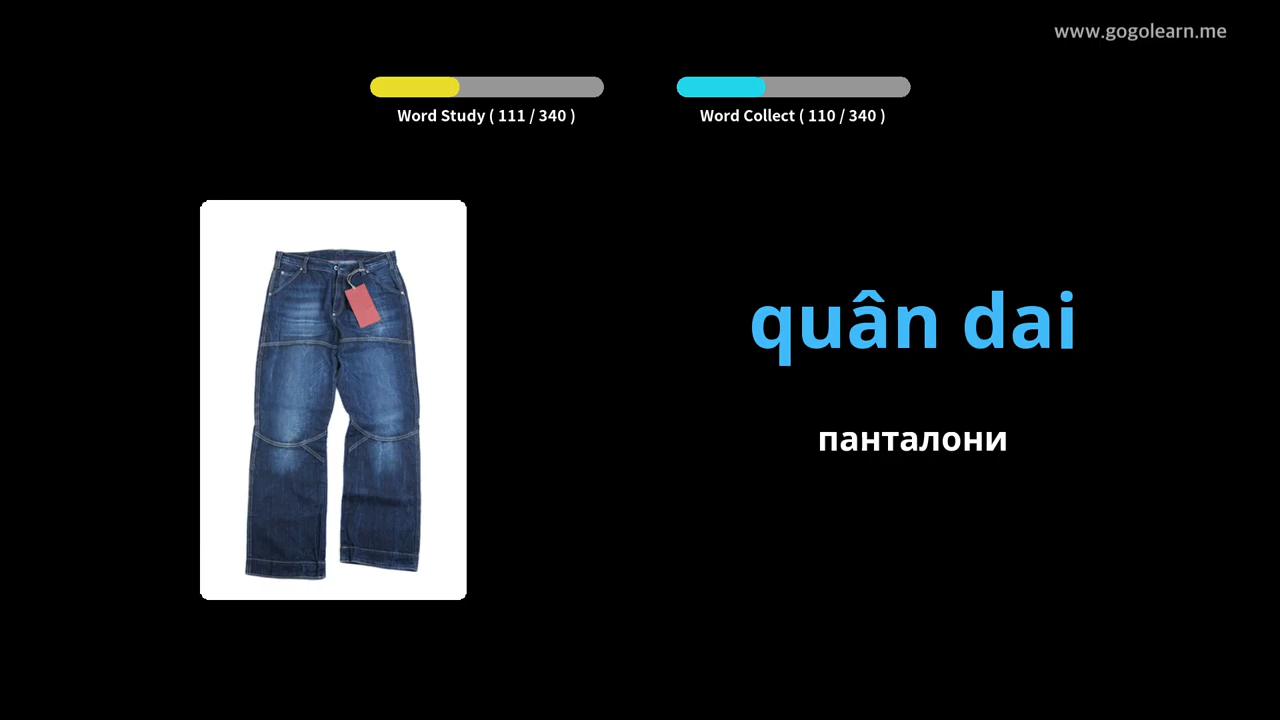 www.gogolearn.me
Word Study ( 111 / 340 )
Word Collect ( 110 / 340 )
quân dai
панталони